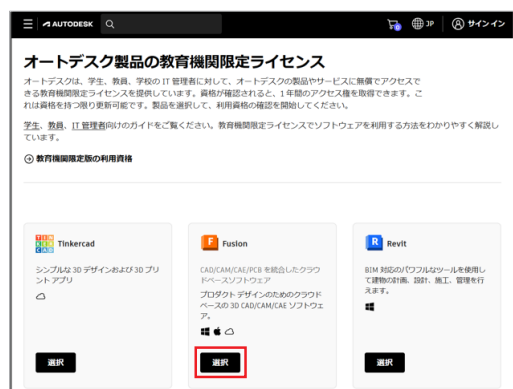 AUTODESK
0
JP
サインイン
オートデスク製品の教育機関限定ライセンス
オートデスクは、学生、教員、学校の IT 管理者に対して、オートデスクの製品やサービスに無償でアクセスで
きる教育機関限定ライセンスを提供しています。資格が確認されると、1 年間のアクセス権を取得できます。こ
れは資格を持つ限り更新可能です。製品を選択して、利用資格の確認を開始してください。
学生、教員、IT 管理者向けのガイドをご覧ください。教育機関限定ライセンスでソフトウェアを利用する方法をわかりやすく解説し
ています。
教育機関限定版の利用資格
TIN
KER
CAD
Tinkercad
シンプルな 3D デザインおよび 3D プリ
ント アプリ
選択
F
Fusion
CAD/CAM/CAE/PCB を統合したクラウ
ドベースソフトウェア
プロダクト デザインのためのクラウド
ベースの 3D CAD/CAM/CAE ソフトウェ
ア。
選択
R
Revit
BIM 対応のパワフルなツールを使用し
て建物の計画、設計、施工、管理を行
えます。
選択